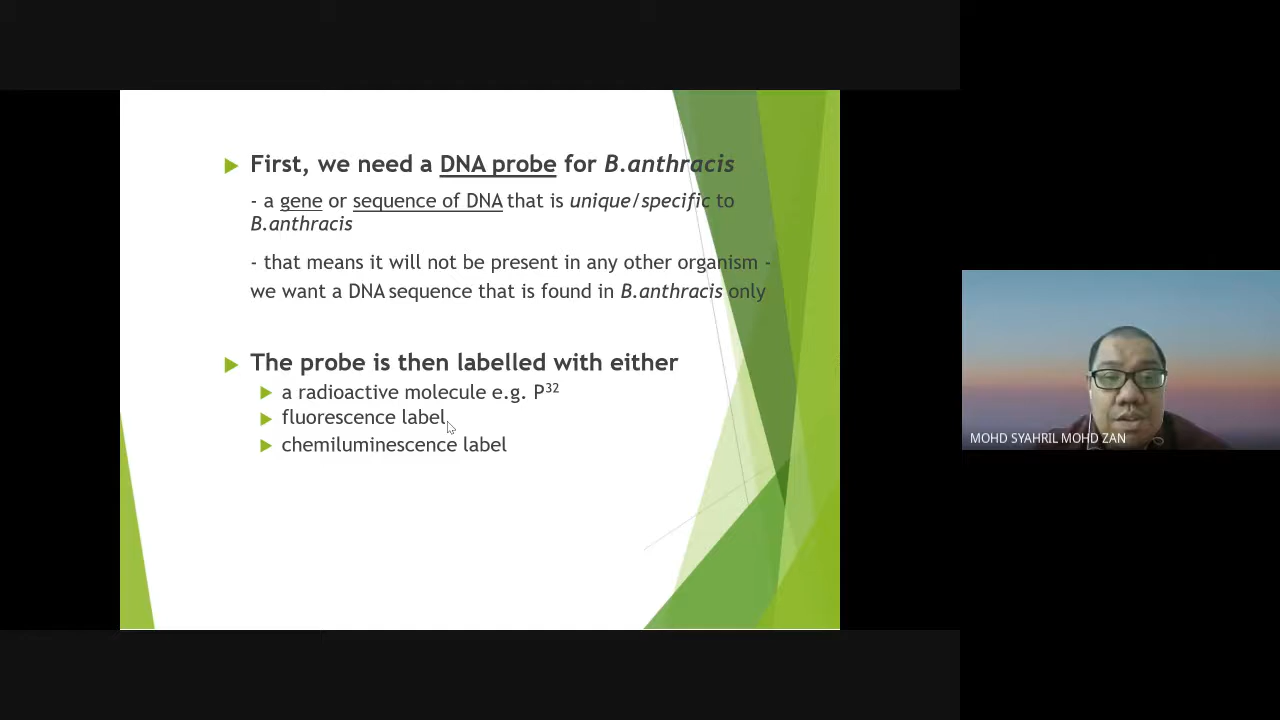 First, we need a DNA probe for B.anthracis
- a gene or sequence of DNA that is unique/specific to
B.anthracis
- that means it will not be present in any other organism -
we want a DNA sequence that is found in B.anthracis only
The probe is then labelled with either
a radioactive molecule e.g. P³²
fluorescence label
chemiluminescence label
MOHD SYAHRIL MOHD ZAN